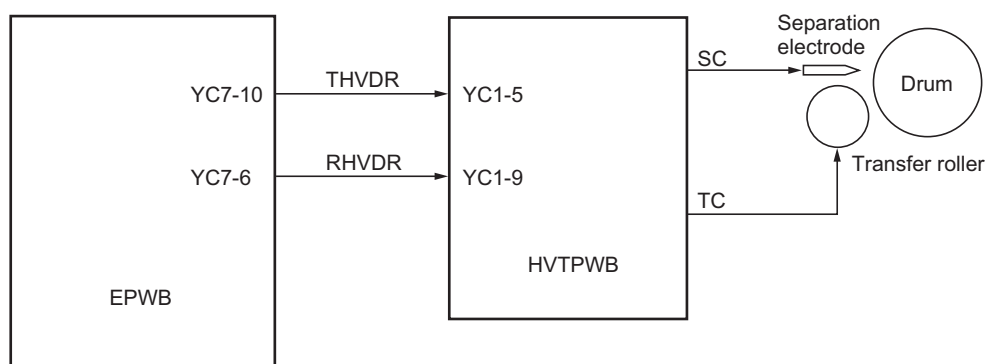 Separation
electrode
SC
Drum
THVDR
YC7-10
YC1-5
RHVDR
YC7-6
YC1-9
Transfer roller
TC
HVTPWB
EPWB